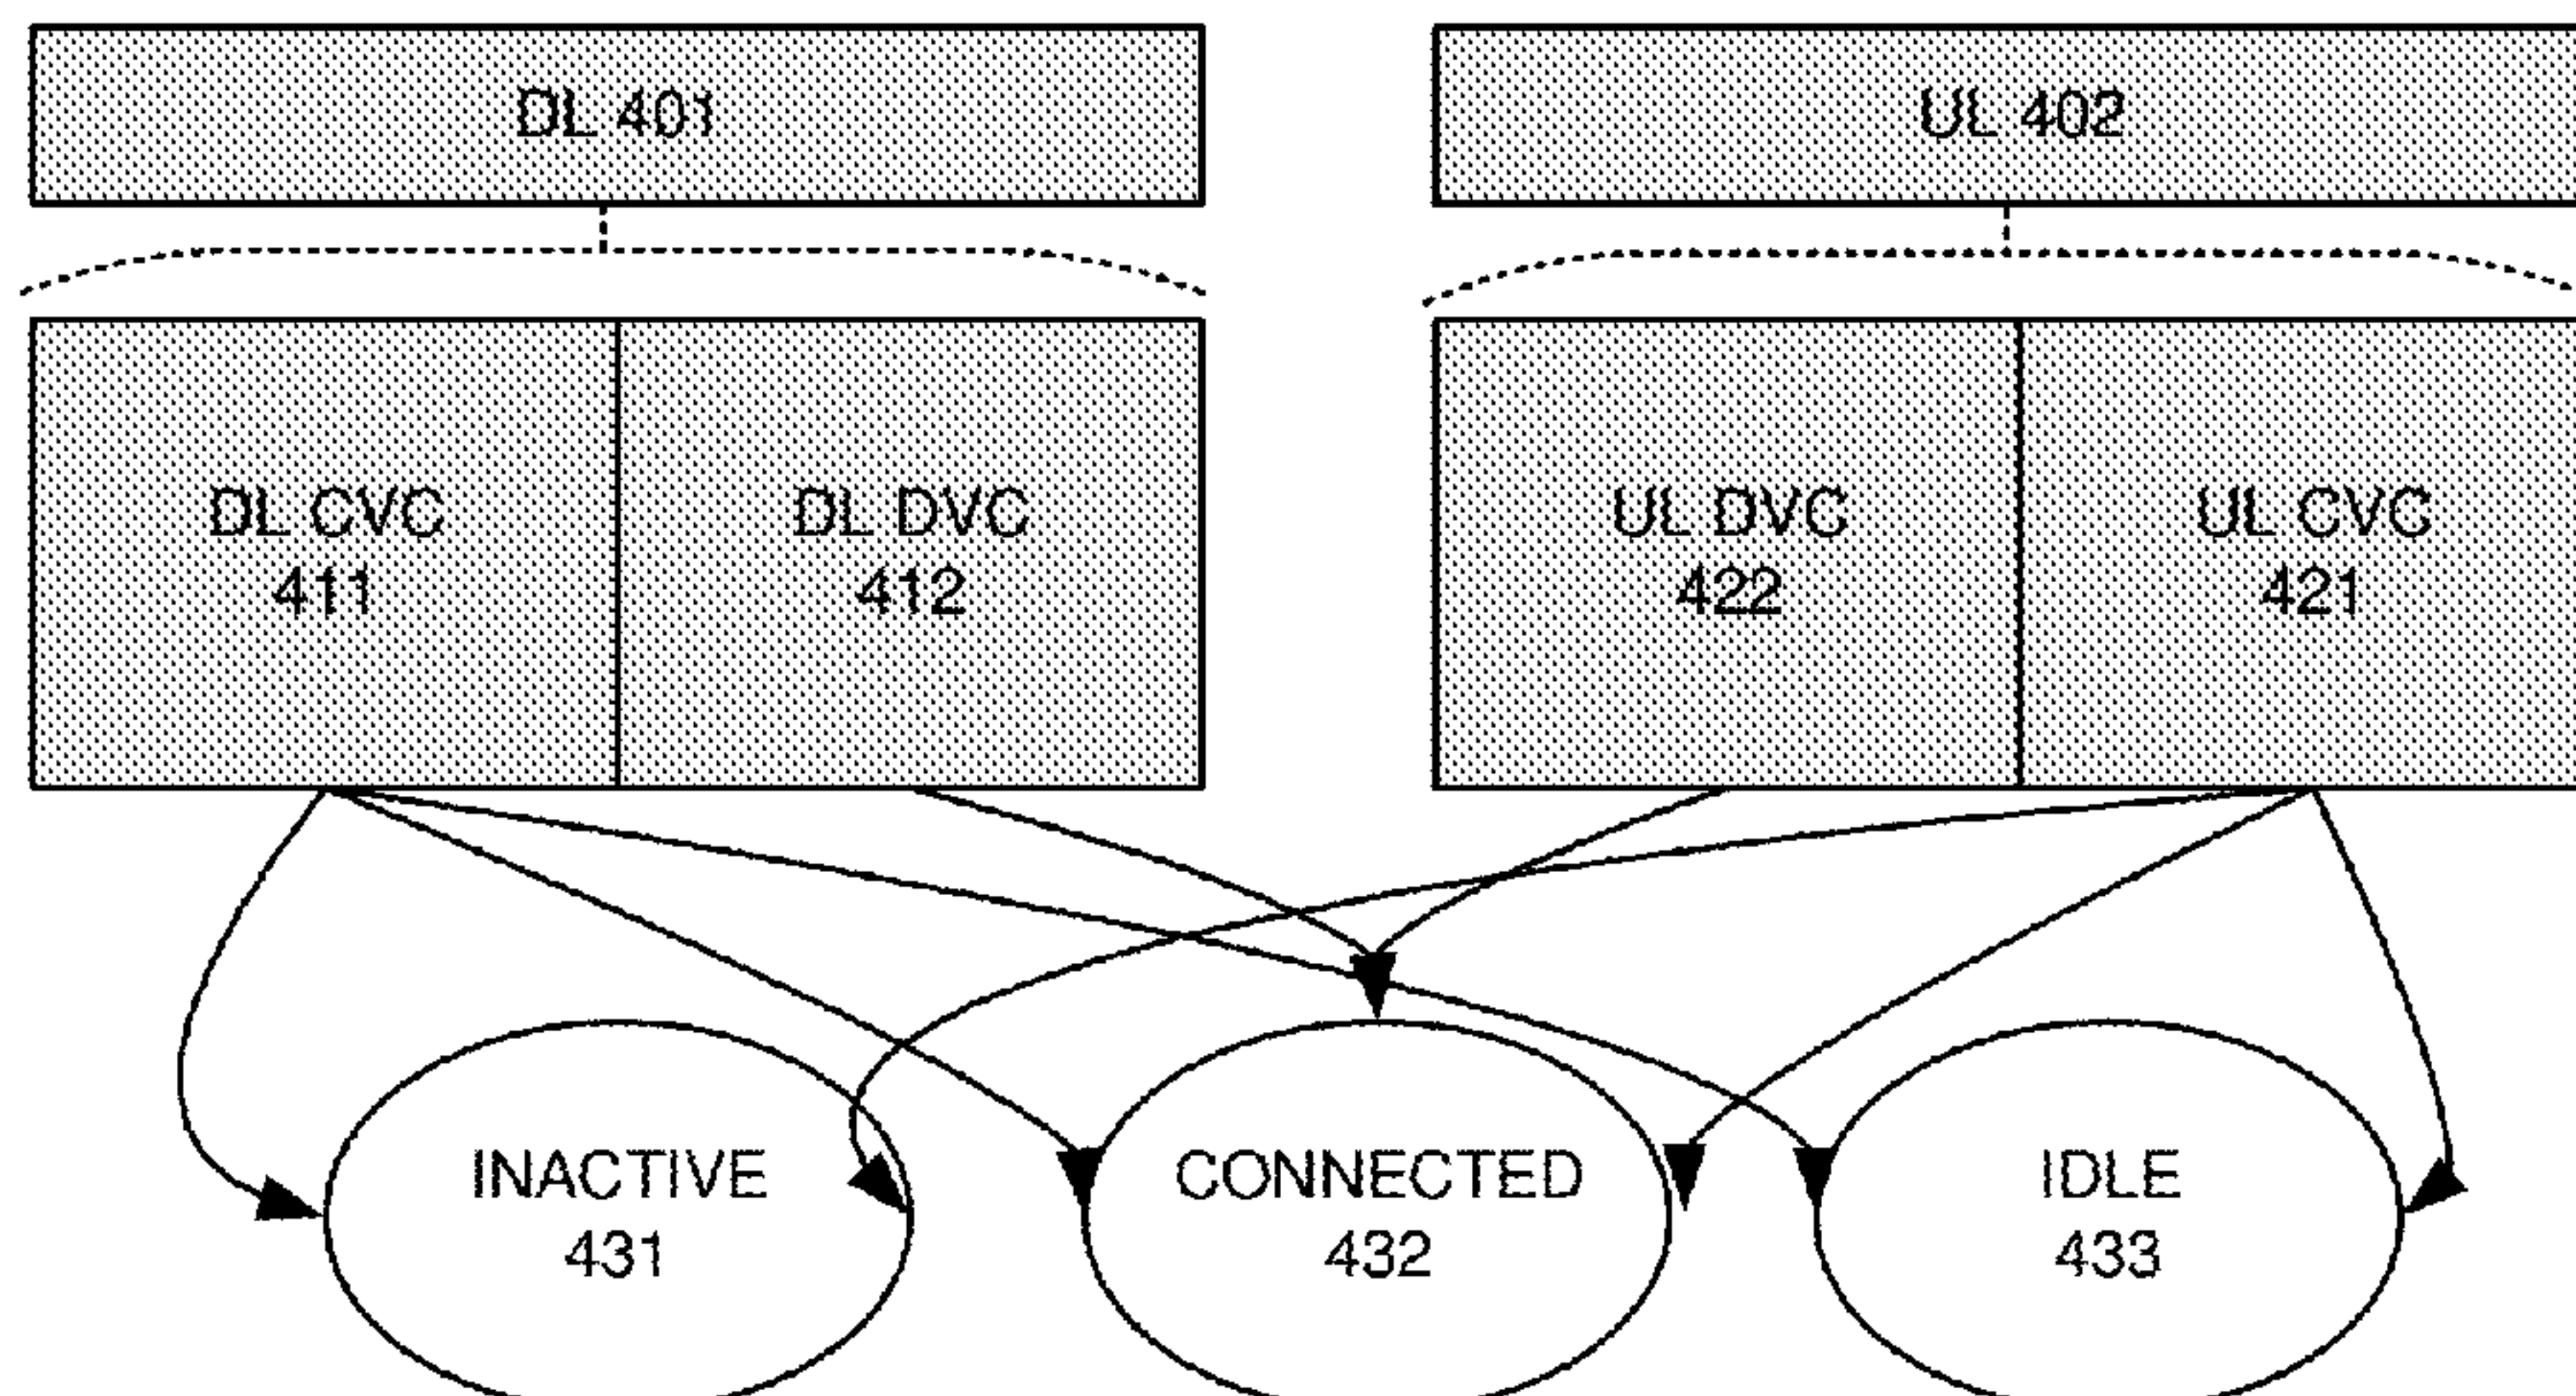 DL 401
UL 402
DL CVC
411
DL DVC
412
UL DVC
422
UL CVC
421
INACTIVE
431
CONNECTED
432
IDLE
433